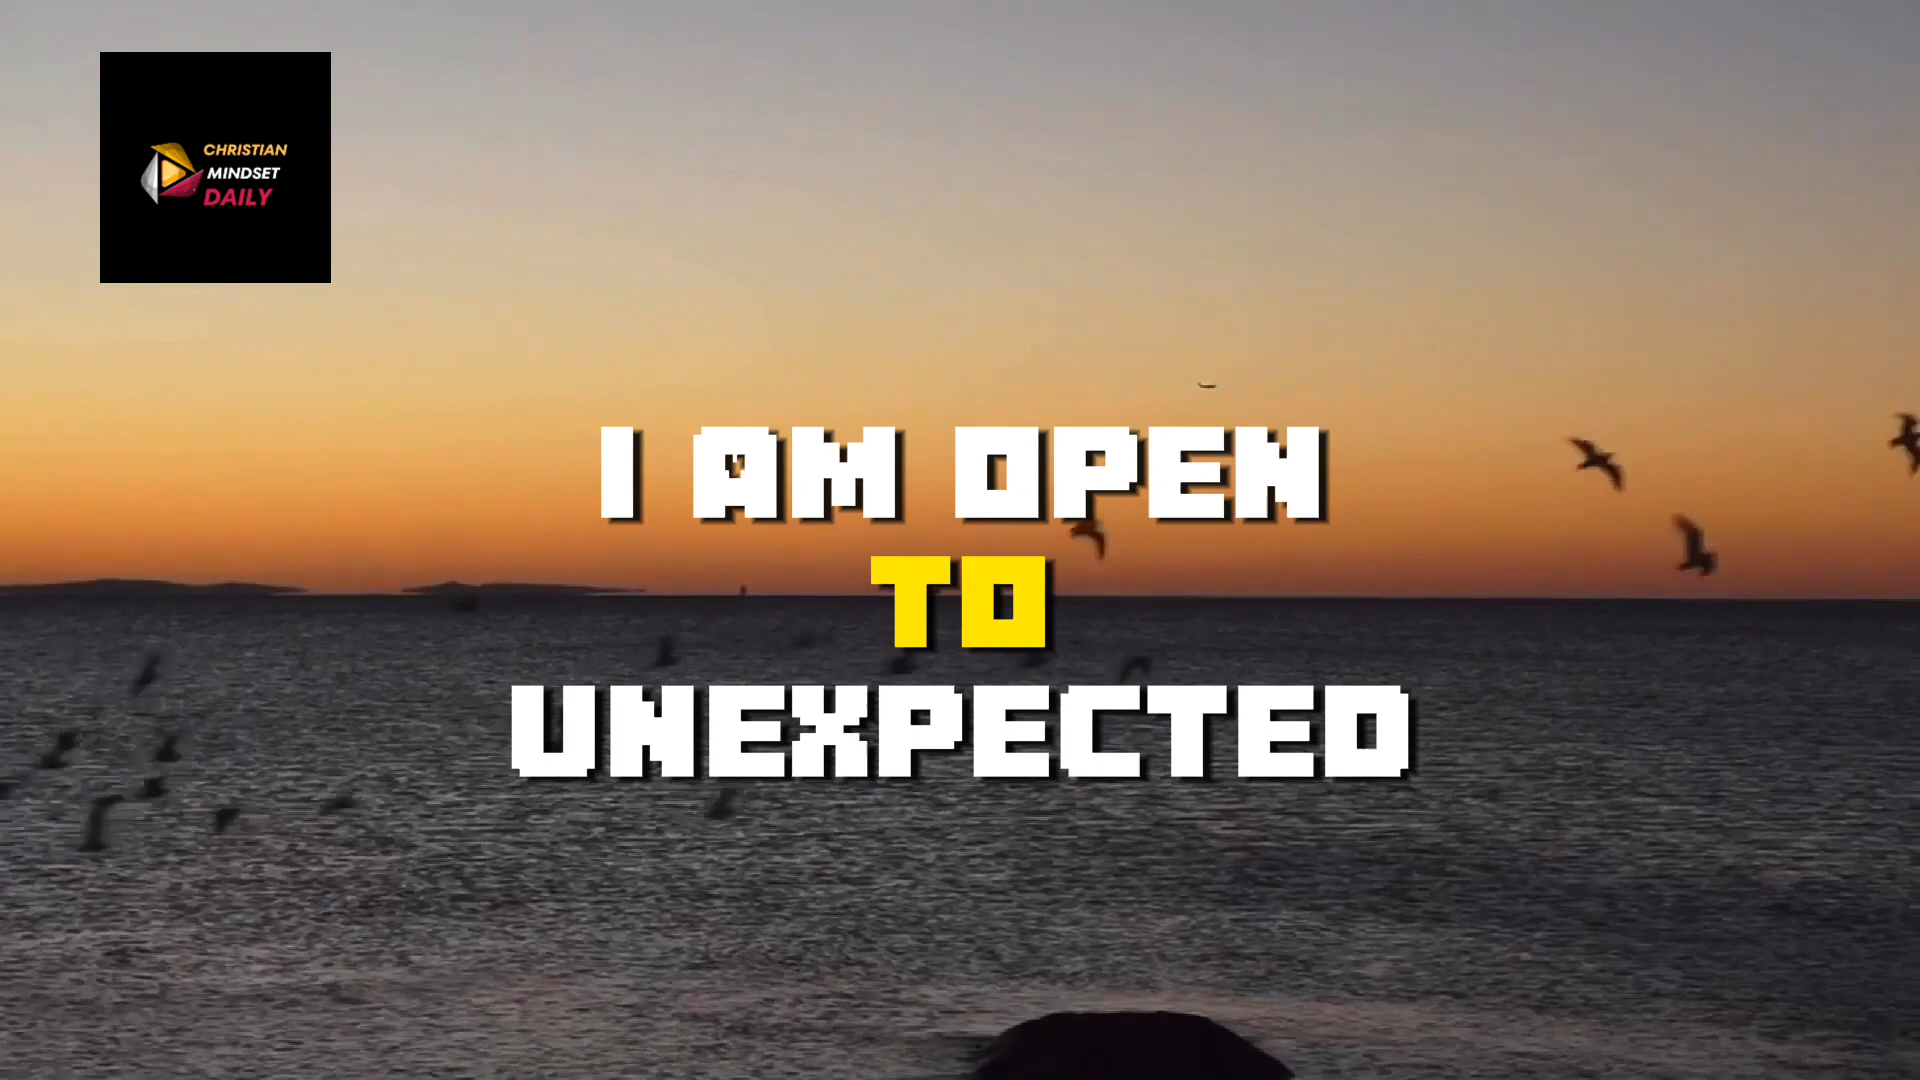 CHRISTIAN
MINDSET
DAILY
I AM OPEN
TO
UNEXPECTED